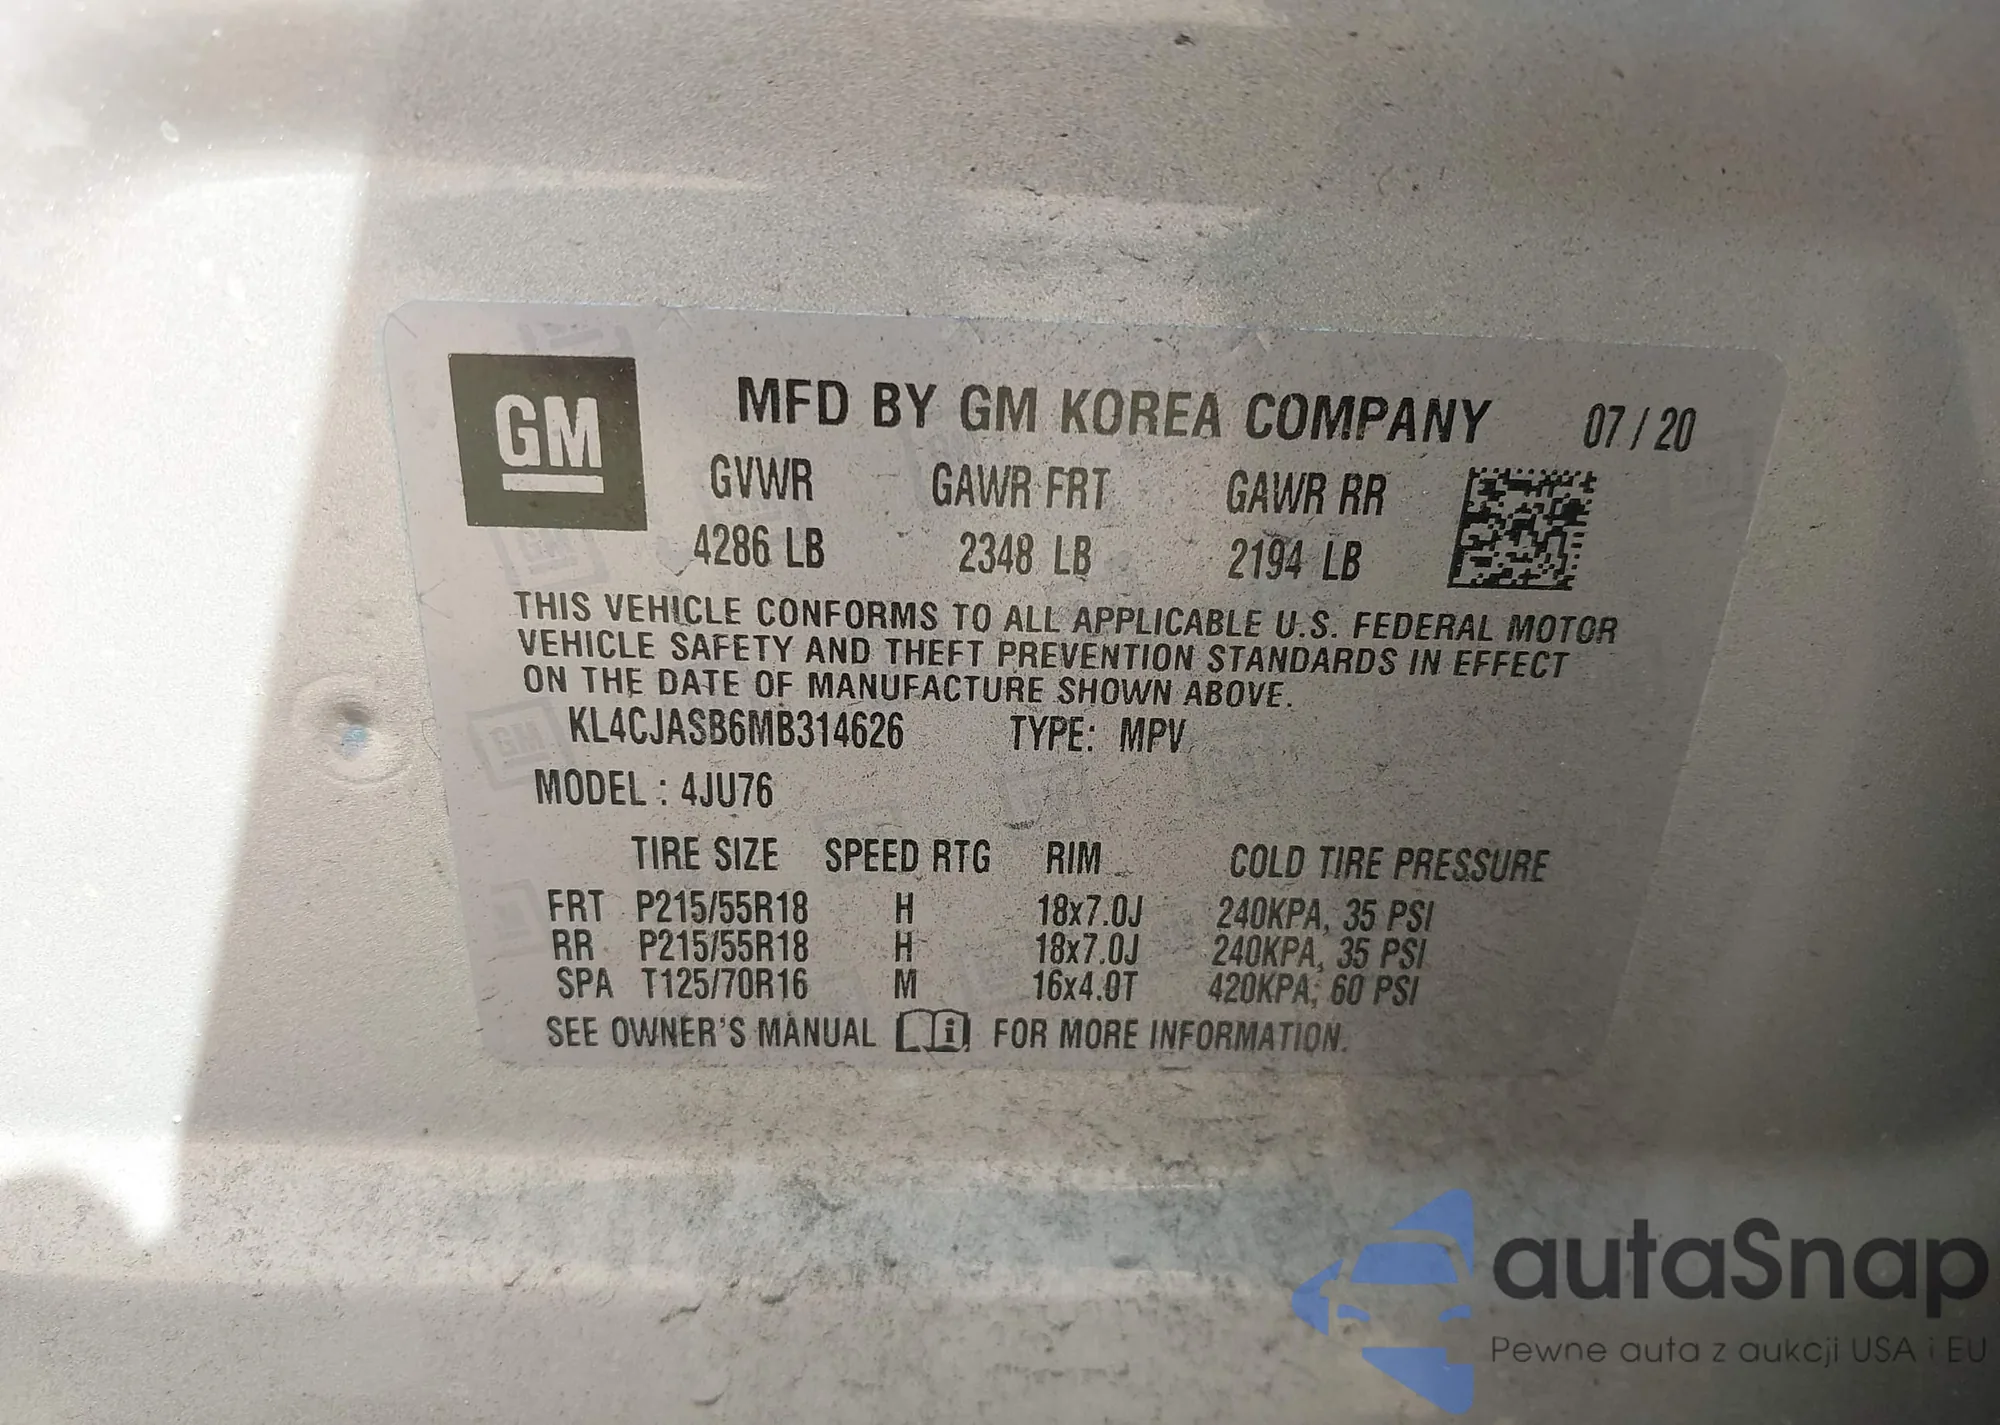 GM
MFD BY GM KOREA COMPANY 07/20
GVWR GAWR FRT GAWR RR
4286 LB 2348 LB 2194 LB
THIS VEHICLE CONFORMS TO ALL APPLICABLE U.S. FEDERAL MOTOR
VEHICLE SAFETY AND THEFT PREVENTION STANDARDS IN EFFECT
ON THE DATE OF MANUFACTURE SHOWN ABOVE.
KL4CJASB6MB314626 TYPE: MPV
MODEL : 4JU76
TIRE SIZE SPEED RTG RIM COLD TIRE PRESSURE
FRT P215/55R18 H 18x7.0J 240KPA, 35 PSI
RR P215/55R18 H 18x7.0J 240KPA, 35 PSI
SPA T125/70R16 M 16x4.0T 420KPA, 60 PSI
SEE OWNER'S MANUAL i FOR MORE INFORMATION.
autaSnap
Pewne auta z aukcji USA i EU